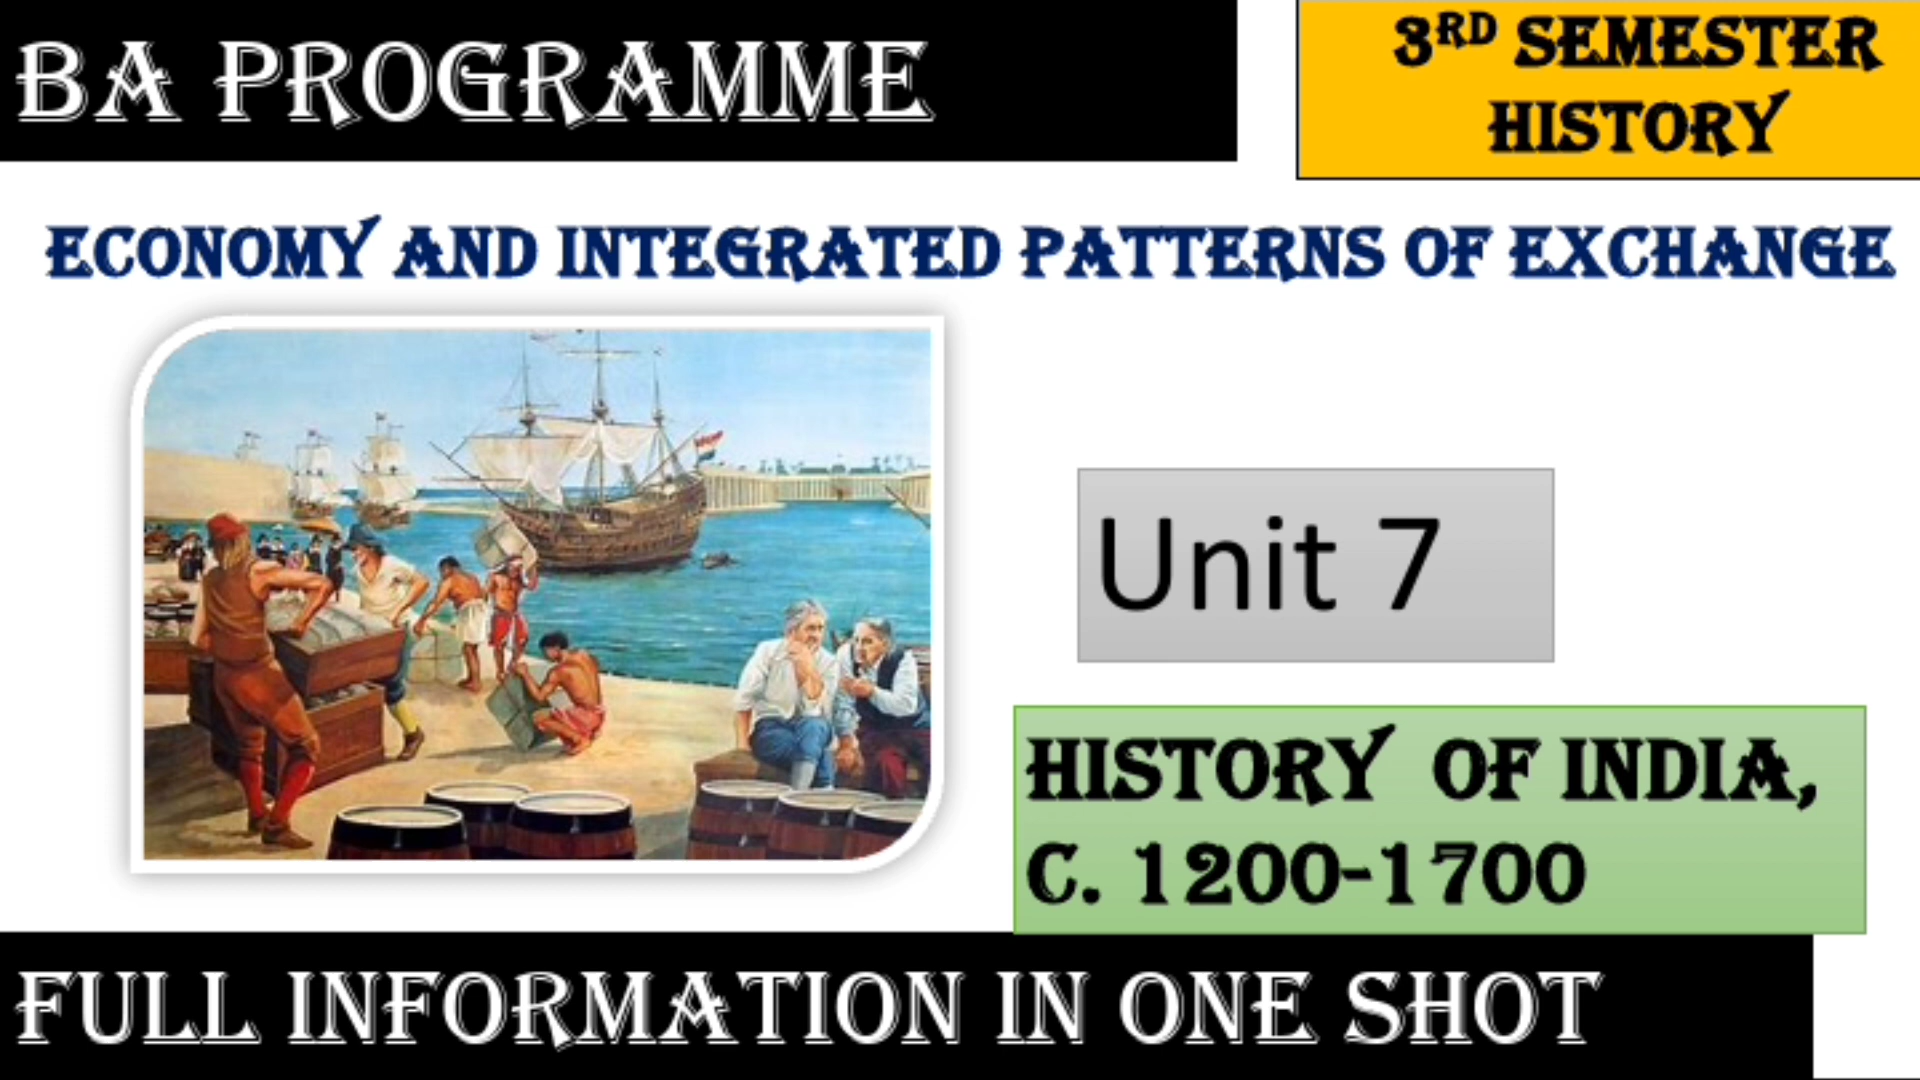 BA PROGRAMME
3RD SEMESTER
HISTORY
ECONOMY AND INTEGRATED PATTERNS OF EXCHANGE
Unit 7
HISTORY OF INDIA,
C. 1200-1700
FULL INFORMATION IN ONE SHOT